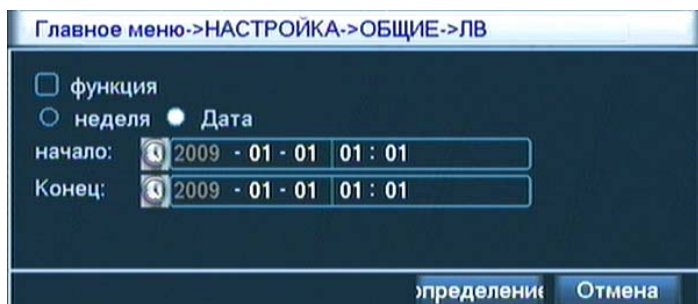 Главное меню->НАСТРОЙКА->ОБЩИЕ->ЛВ
функция
неделя Дата
начало: 2009 - 01 - 01 01 : 01
Конец: 2009 - 01 - 01 01 : 01
определение Отмена